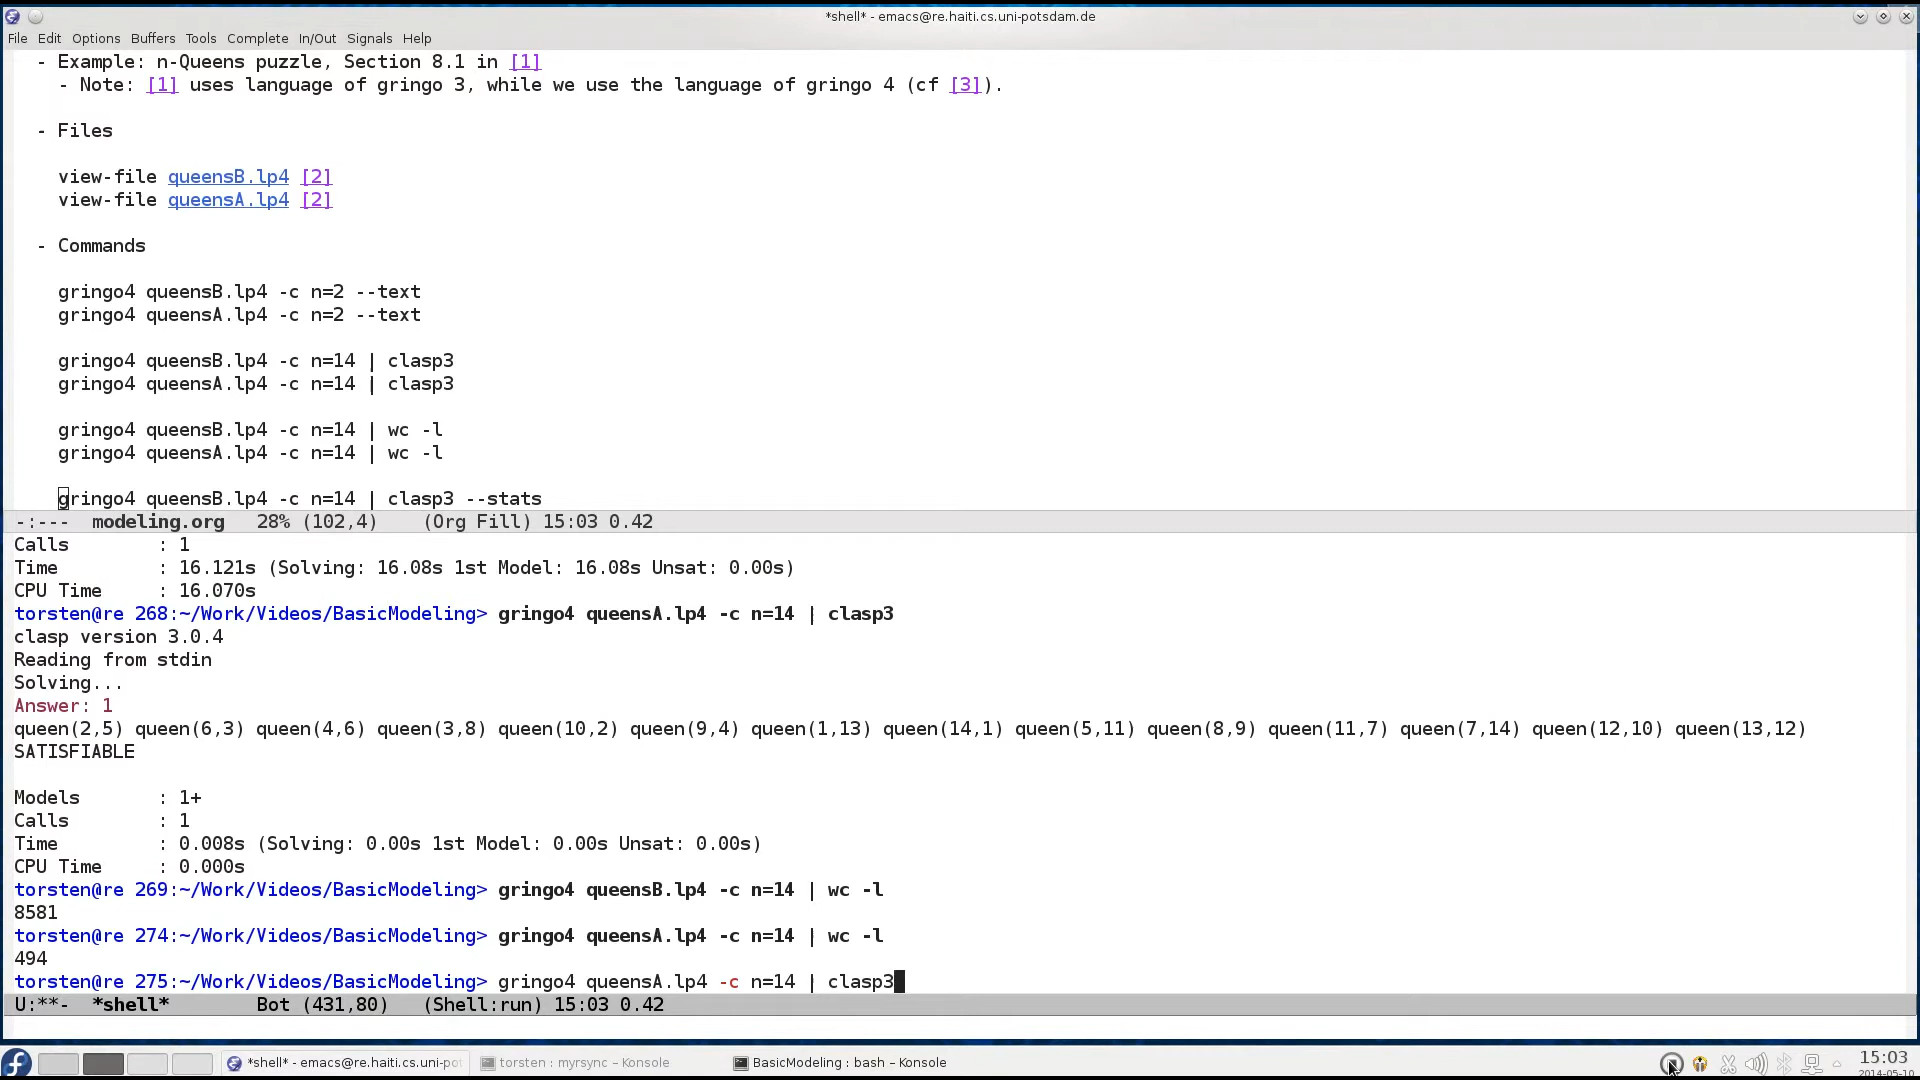 *shell* - emacs@re.haiti.cs.uni-potsdam.de
File Edit Options Buffers Tools Complete In/Out Signals Help
- Example: n-Queens puzzle, Section 8.1 in [1]
- Note: [1] uses language of gringo 3, while we use the language of gringo 4 (cf [3]).
- Files
view-file queensB.lp4 [2]
view-file queensA.lp4 [2]
- Commands
gringo4 queensB.lp4 -c n=2 --text
gringo4 queensA.lp4 -c n=2 --text
gringo4 queensB.lp4 -c n=14 | clasp3
gringo4 queensA.lp4 -c n=14 | clasp3
gringo4 queensB.lp4 -c n=14 | wc -l
gringo4 queensA.lp4 -c n=14 | wc -l
gringo4 queensB.lp4 -c n=14 | clasp3 --stats
-:--- modeling.org 28% (102,4) (Org Fill) 15:03 0.42
Calls : 1
Time : 16.121s (Solving: 16.08s 1st Model: 16.08s Unsat: 0.00s)
CPU Time : 16.070s
torsten@re 268:~/Work/Videos/BasicModeling> gringo4 queensA.lp4 -c n=14 | clasp3
clasp version 3.0.4
Reading from stdin
Solving...
Answer: 1
queen(2,5) queen(6,3) queen(4,6) queen(3,8) queen(10,2) queen(9,4) queen(1,13) queen(14,1) queen(5,11) queen(8,9) queen(11,7) queen(7,14) queen(12,10) queen(13,12)
SATISFIABLE
Models : 1+
Calls : 1
Time : 0.008s (Solving: 0.00s 1st Model: 0.00s Unsat: 0.00s)
CPU Time : 0.000s
torsten@re 269:~/Work/Videos/BasicModeling> gringo4 queensB.lp4 -c n=14 | wc -l
8581
torsten@re 274:~/Work/Videos/BasicModeling> gringo4 queensA.lp4 -c n=14 | wc -l
494
torsten@re 275:~/Work/Videos/BasicModeling> gringo4 queensA.lp4 -c n=14 | clasp3
U:**- *shell* Bot (431,80) (Shell:run) 15:03 0.42
*shell* - emacs@re.haiti.cs.uni-pot
torsten : myrsync – Konsole
BasicModeling : bash – Konsole
15:03
2014-05-10